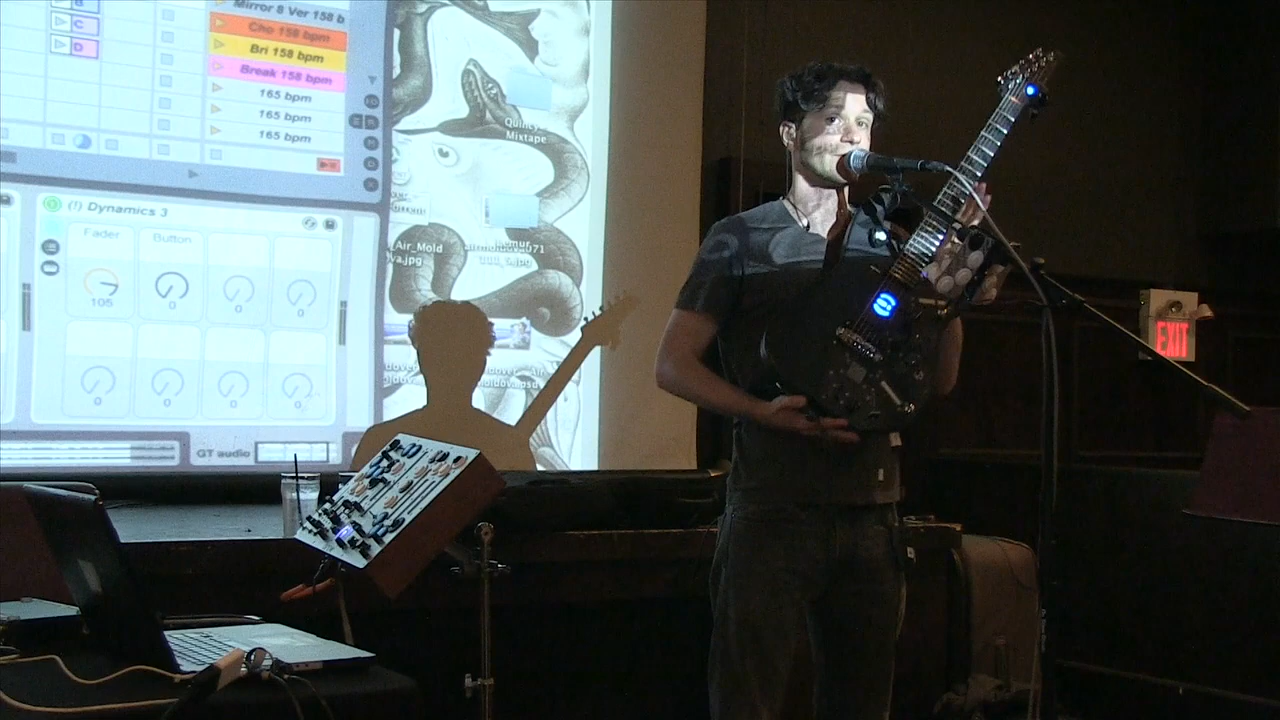 B
C
D
Mirror 8 Ver 158 b
Cho 158 bpm
Bri 158 bpm
Break 158 bpm
165 bpm
165 bpm
165 bpm
Quincy
Mixtape
(!) Dynamics 3
Fader
Button
105
0
0
0
0
0
0
0
_Air_Mold
va.jpg
GT audio
EXIT